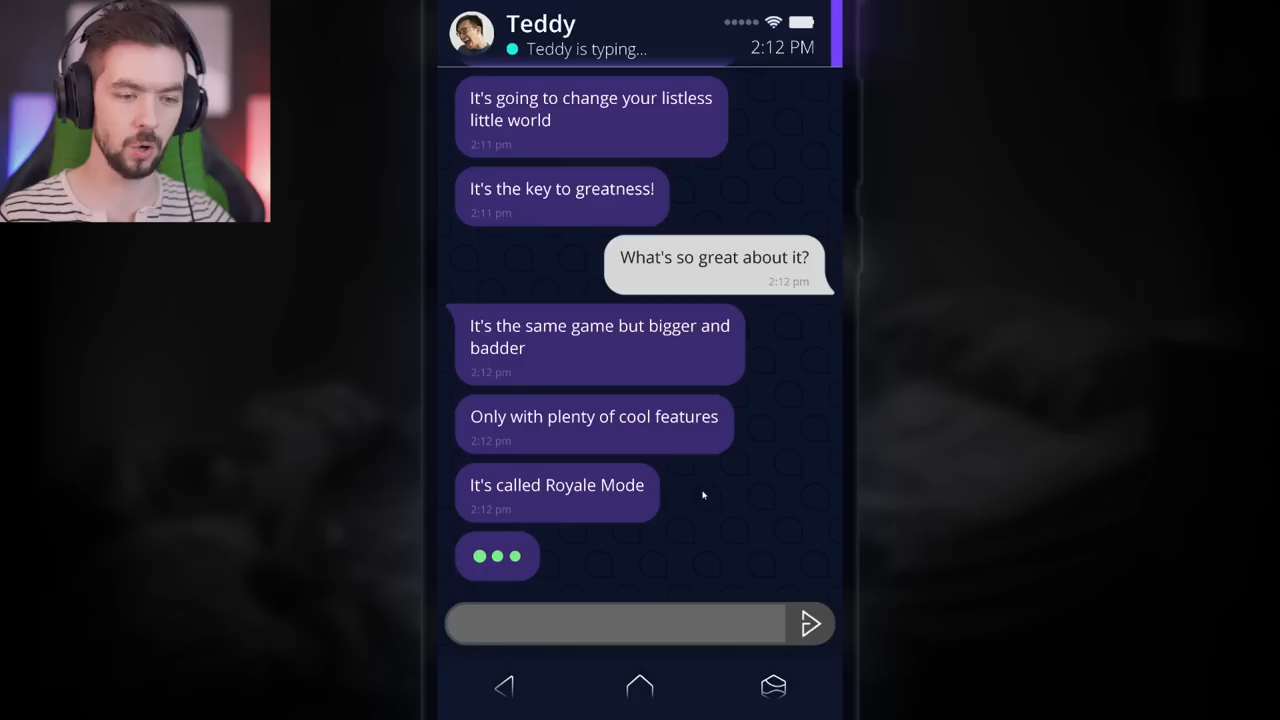 Teddy
Teddy is typing...
2:12 PM
It's going to change your listless
little world
2:11 pm
It's the key to greatness!
2:11 pm
What's so great about it?
2:12 pm
It's the same game but bigger and
badder
2:12 pm
Only with plenty of cool features
2:12 pm
It's called Royale Mode
2:12 pm